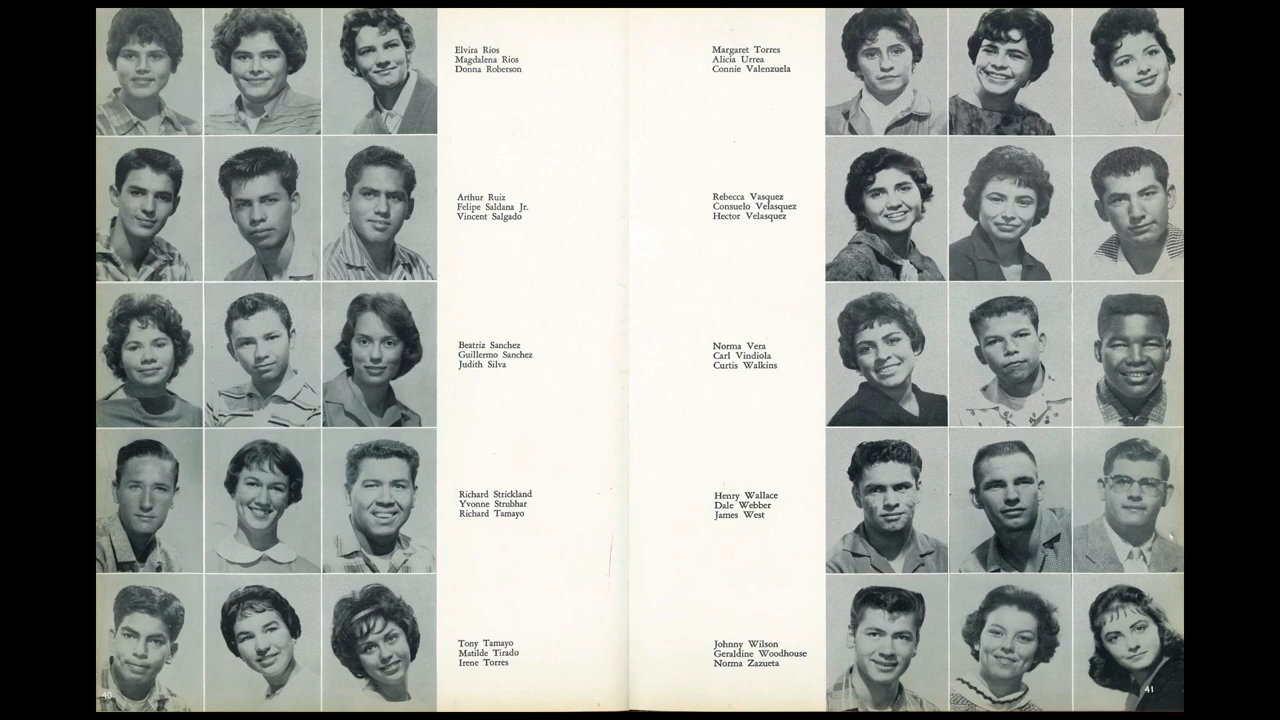 Elvira Rios
Magdalena Rios
Donna Roberson
Arthur Ruiz
Felipe Saldana Jr.
Vincent Salgado
Beatriz Sanchez
Guillermo Sanchez
Judith Silva
Richard Strickland
Yvonne Strubhar
Richard Tamayo
Tony Tamayo
Matilde Tirado
Irene Torres
40
Margaret Torres
Alicia Urrea
Connie Valenzuela
Rebecca Vasquez
Consuelo Velasquez
Hector Velasquez
Norma Vera
Carl Vindiola
Curtis Walkins
Henry Wallace
Dale Webber
James West
Johnny Wilson
Geraldine Woodhouse
Norma Zazueta
41